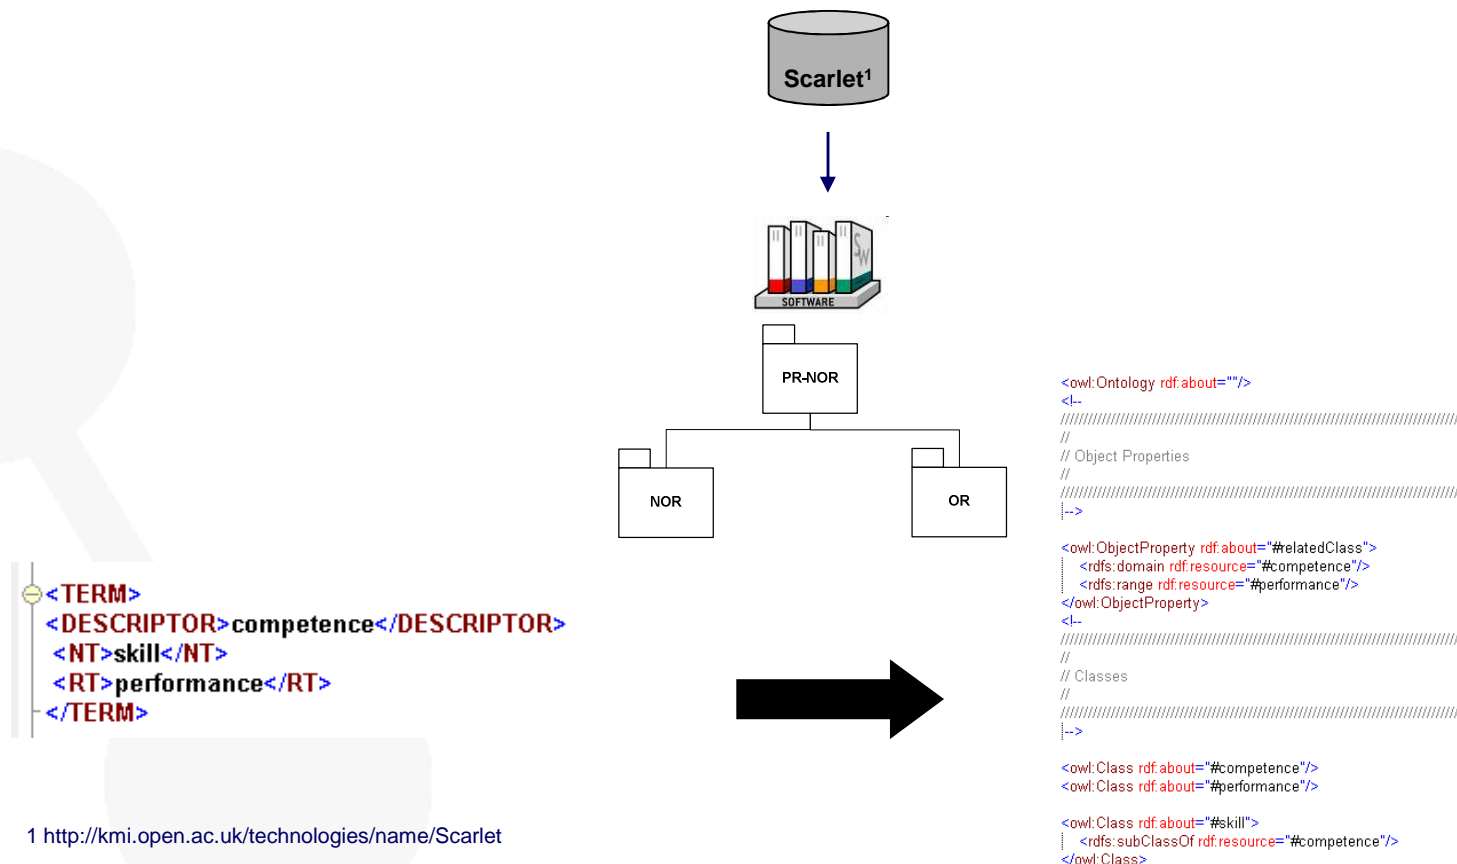 Scarlet1
SW
SOFTWARE
PR-NOR
NOR
OR
<TERM>
<DESCRIPTOR>competence</DESCRIPTOR>
<NT>skill</NT>
<RT>performance</RT>
</TERM>
<owl:Ontology rdf:about=""/>
<!--
///////////////////////////////////////////////////////////////////////////////////////
//
// Object Properties
//
///////////////////////////////////////////////////////////////////////////////////////
-->
<owl:ObjectProperty rdf:about="#relatedClass">
<rdfs:domain rdf:resource="#competence"/>
<rdfs:range rdf:resource="#performance"/>
</owl:ObjectProperty>
<!--
///////////////////////////////////////////////////////////////////////////////////////
//
// Classes
//
///////////////////////////////////////////////////////////////////////////////////////
-->
<owl:Class rdf:about="#competence"/>
<owl:Class rdf:about="#performance"/>
<owl:Class rdf:about="#skill">
<rdfs:subClassOf rdf:resource="#competence"/>
</owl:Class>
1 http://kmi.open.ac.uk/technologies/name/Scarlet